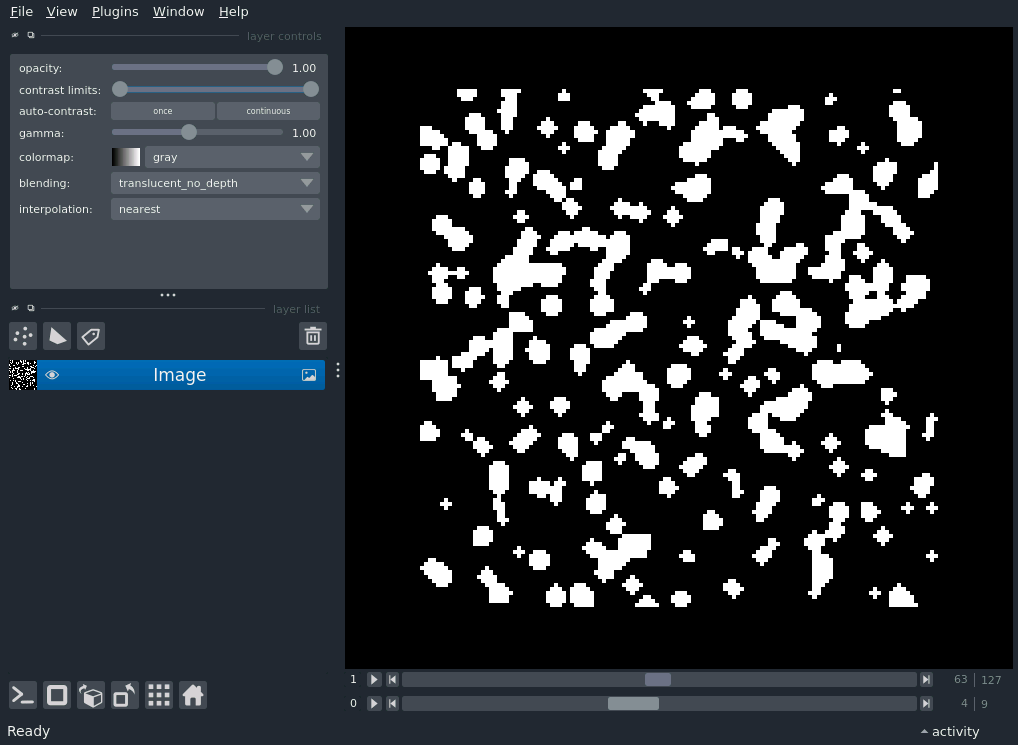 File View Plugins Window Help
layer controls
opacity: 1.00
contrast limits:
auto-contrast: once continuous
gamma: 1.00
colormap: gray
blending: translucent_no_depth
interpolation: nearest
layer list
Image
1 63 127
0 4 9
Ready activity